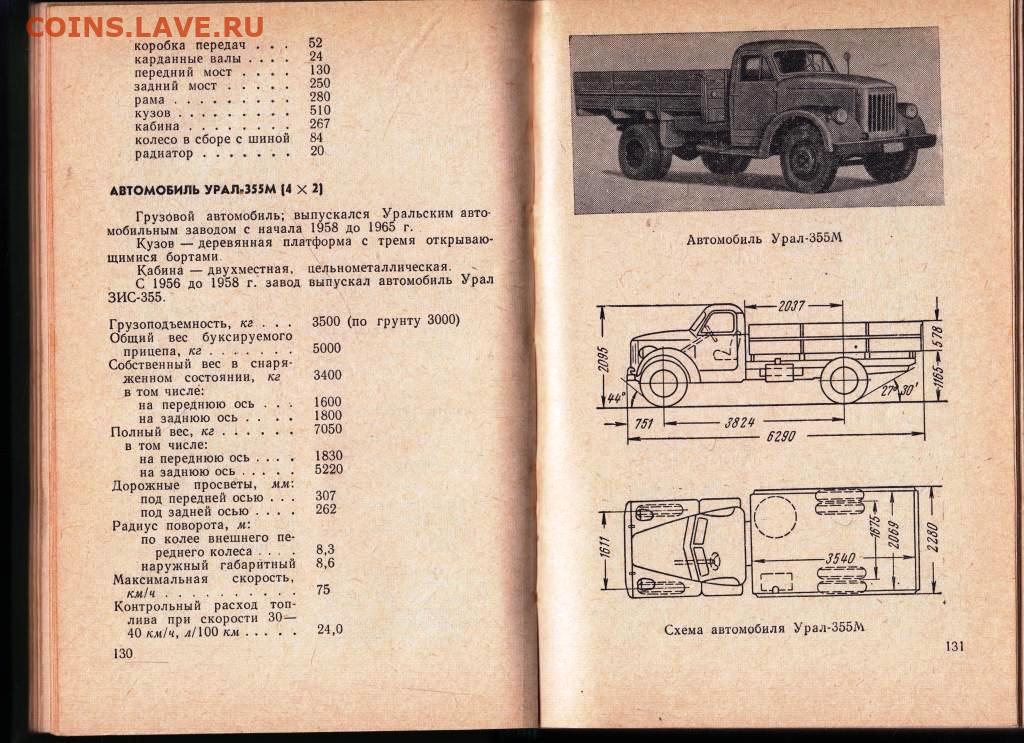 COINS.LAVE.RU
коробка передач . . . 52
карданные валы . . . . 24
передний мост . . . . 130
задний мост . . . . . 250
рама . . . . . . . . . 280
кузов . . . . . . . . . 510
кабина . . . . . . . . 267
колесо в сборе с шиной 84
радиатор . . . . . . . 20
АВТОМОБИЛЬ УРАЛ-355М (4 × 2)
Грузовой автомобиль; выпускался Уральским авто-
мобильным заводом с начала 1958 до 1965 г.
Кузов — деревянная платформа с тремя открываю-
щимися бортами.
Кабина — двухместная, цельнометаллическая.
С 1956 до 1958 г. завод выпускал автомобиль Урал
ЗИС-355.
Грузоподъемность, кг . . . 3500 (по грунту 3000)
Общий вес буксируемого
прицепа, кг . . . . . . . 5000
Собственный вес в снаря-
женном состоянии, кг 3400
в том числе:
на переднюю ось . . . 1600
на заднюю ось . . . . . 1800
Полный вес, кг . . . . . . 7050
в том числе:
на переднюю ось . . . . 1830
на заднюю ось . . . . . 5220
Дорожные просветы, мм:
под передней осью . . . 307
под задней осью . . . . 262
Радиус поворота, м:
по колее внешнего пе-
реднего колеса . . . . 8,3
наружный габаритный 8,6
Максимальная скорость,
км/ч . . . . . . . . . . 75
Контрольный расход топ-
лива при скорости 30—
40 км/ч, л/100 км . . . . . 24,0
130
Автомобиль Урал-355М
2037
2095
578
1165
44°
27°30′
751
3824
6290
1611
1675
2069
2280
3540
Схема автомобиля Урал-355М
131